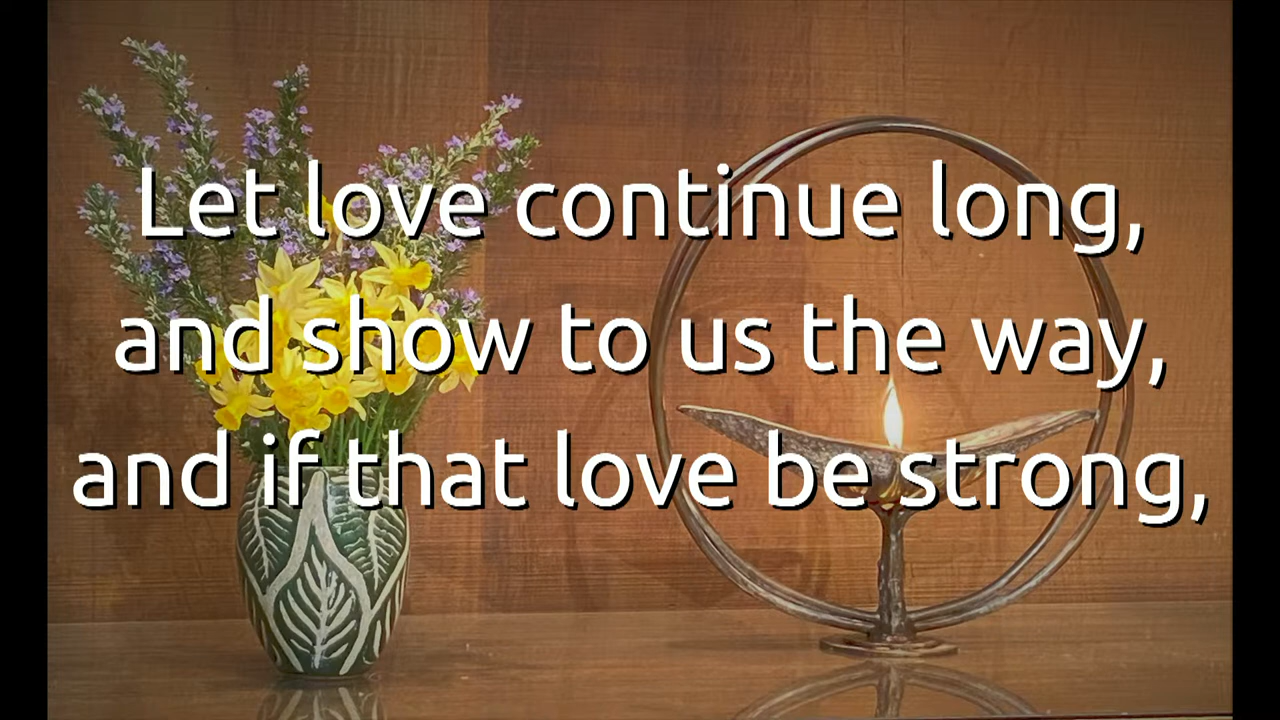 Let love continue long,
and show to us the way,
and if that love be strong,